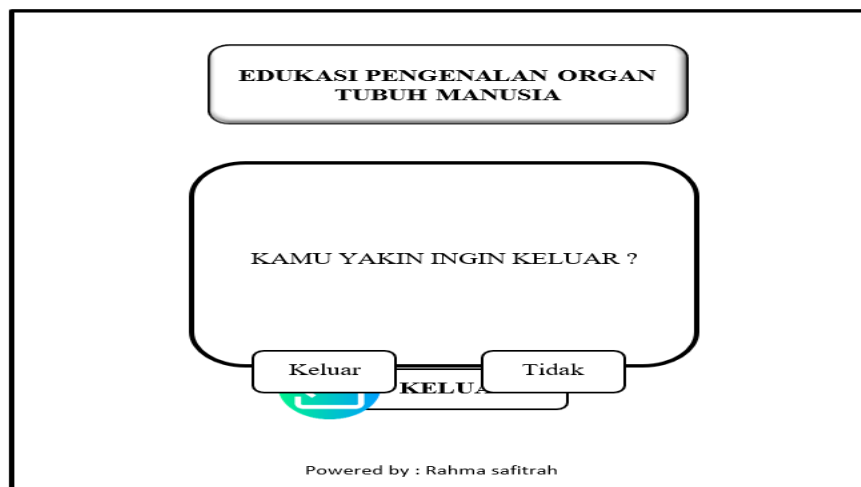 EDUKASI PENGENALAN ORGAN
TUBUH MANUSIA
KAMU YAKIN INGIN KELUAR ?
Keluar
Tidak
Powered by : Rahma safitrah